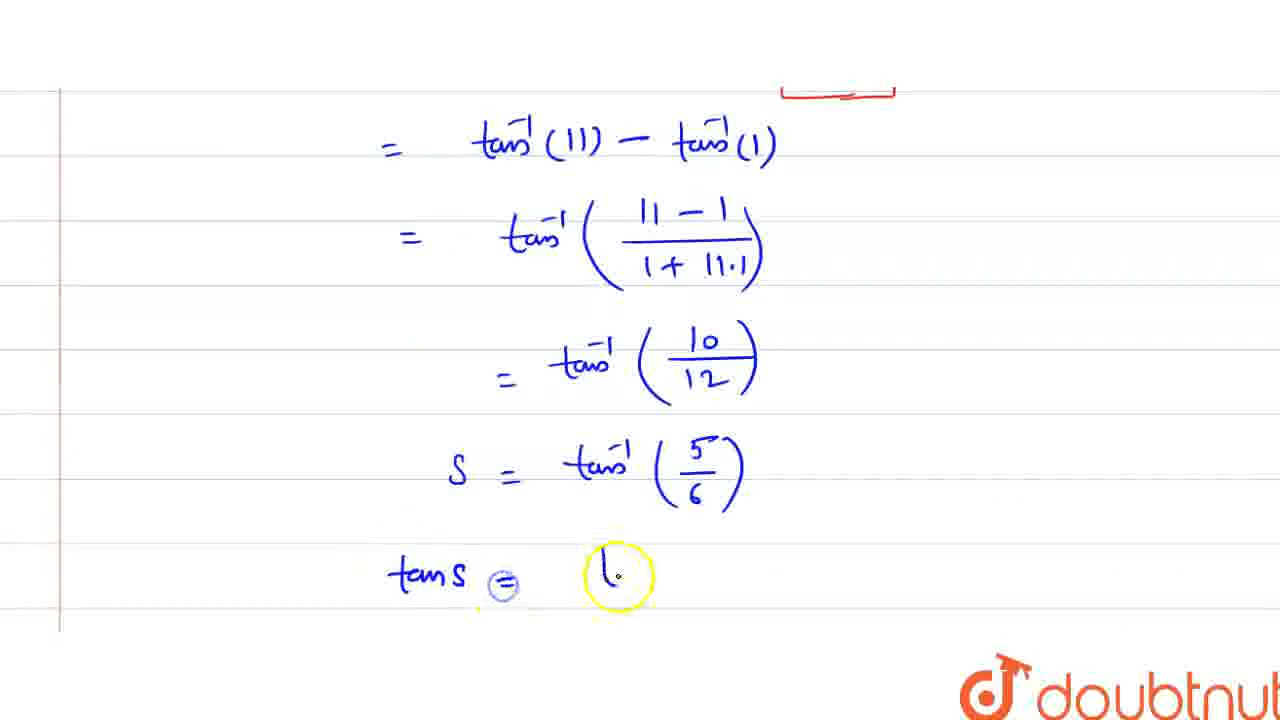 = tan⁻¹(11) − tan⁻¹(1)
= tan⁻¹((11 − 1)/(1 + 11.1))
= tan⁻¹(10/12)
S = tan⁻¹(5/6)
tan S = (
doubtnut